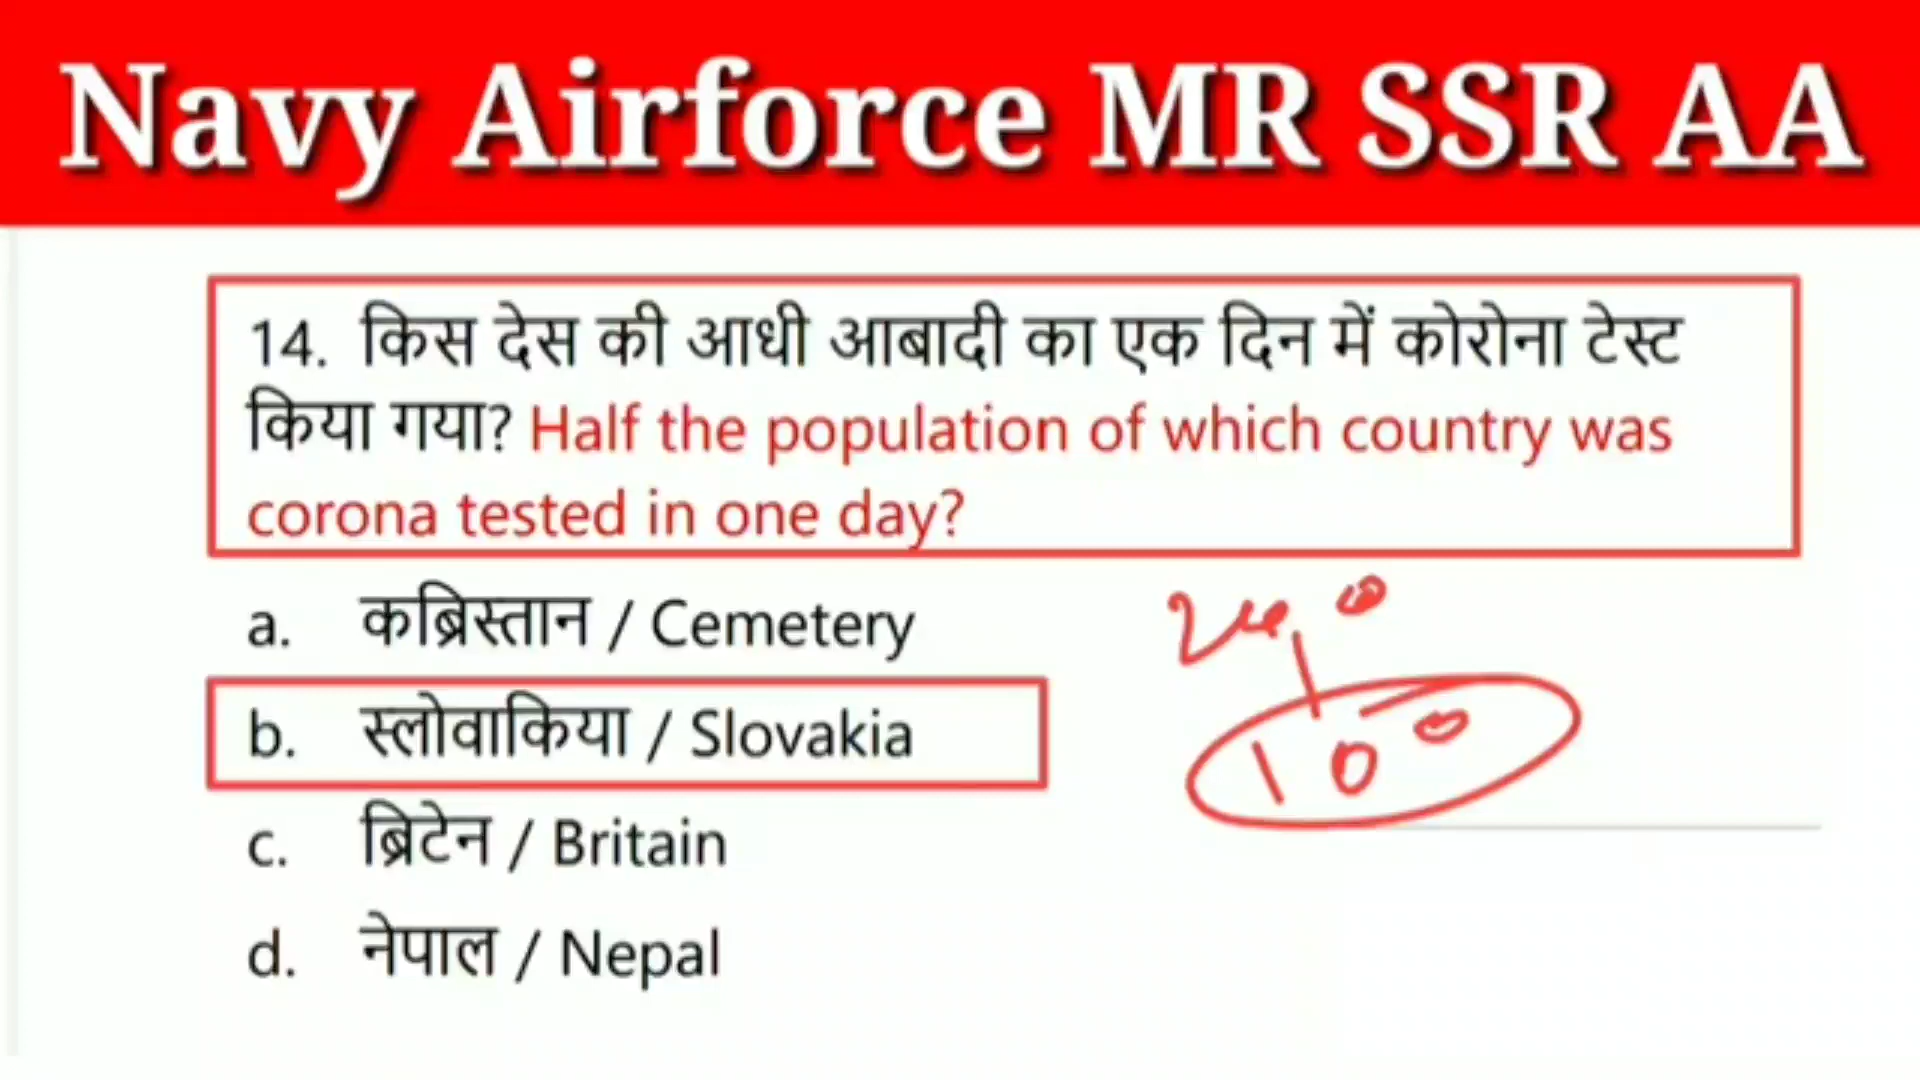 Navy Airforce MR SSR AA
14. किस देस की आधी आबादी का एक दिन में कोरोना टेस्ट
किया गया? Half the population of which country was
corona tested in one day?
a. कब्रिस्तान / Cemetery
b. स्लोवाकिया / Slovakia
100
c. ब्रिटेन / Britain
d. नेपाल / Nepal